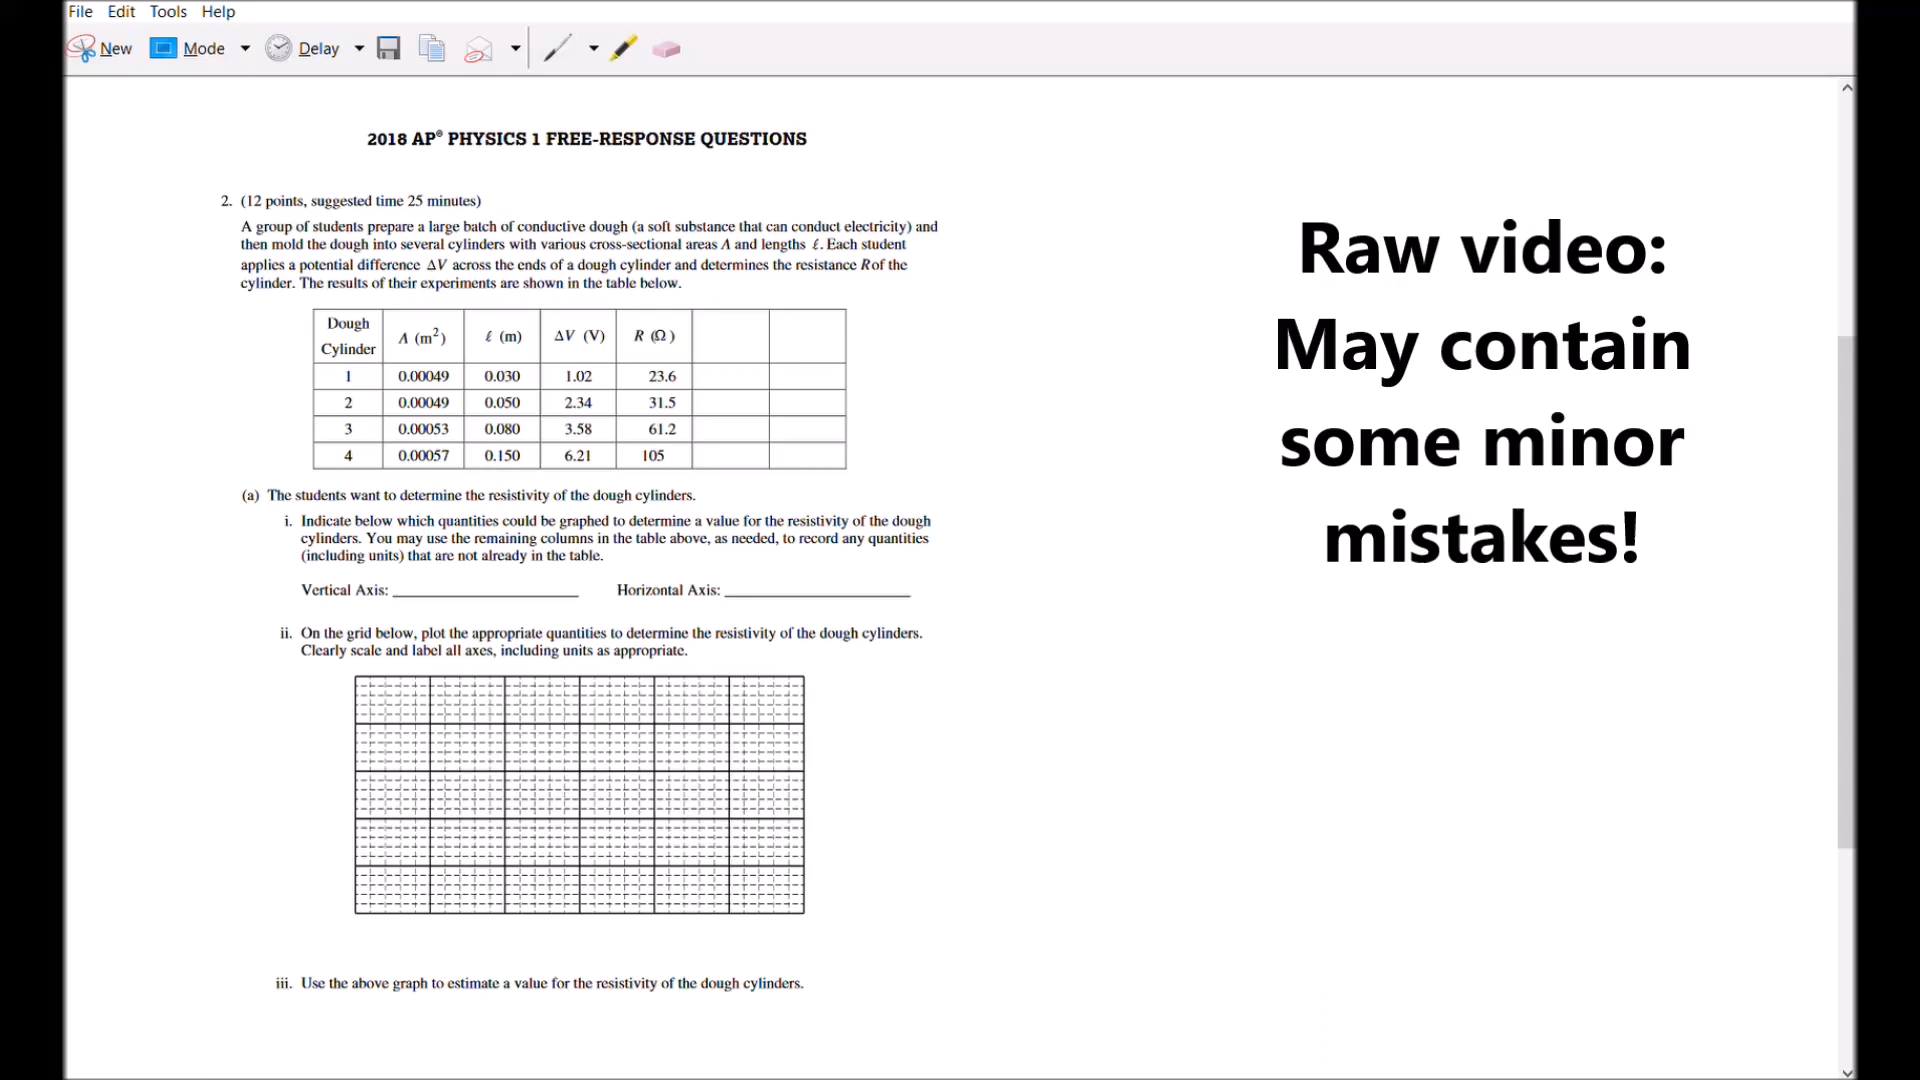 File Edit Tools Help
New Mode Delay
2018 AP® PHYSICS 1 FREE-RESPONSE QUESTIONS
2. (12 points, suggested time 25 minutes)
A group of students prepare a large batch of conductive dough (a soft substance that can conduct electricity) and
then mold the dough into several cylinders with various cross-sectional areas A and lengths ℓ. Each student
applies a potential difference ΔV across the ends of a dough cylinder and determines the resistance R of the
cylinder. The results of their experiments are shown in the table below.
Dough Cylinder A (m²) ℓ (m) ΔV (V) R (Ω)
1 0.00049 0.030 1.02 23.6
2 0.00049 0.050 2.34 31.5
3 0.00053 0.080 3.58 61.2
4 0.00057 0.150 6.21 105
(a) The students want to determine the resistivity of the dough cylinders.
i. Indicate below which quantities could be graphed to determine a value for the resistivity of the dough
cylinders. You may use the remaining columns in the table above, as needed, to record any quantities
(including units) that are not already in the table.
Vertical Axis: Horizontal Axis:
ii. On the grid below, plot the appropriate quantities to determine the resistivity of the dough cylinders.
Clearly scale and label all axes, including units as appropriate.
iii. Use the above graph to estimate a value for the resistivity of the dough cylinders.
Raw video:
May contain
some minor
mistakes!